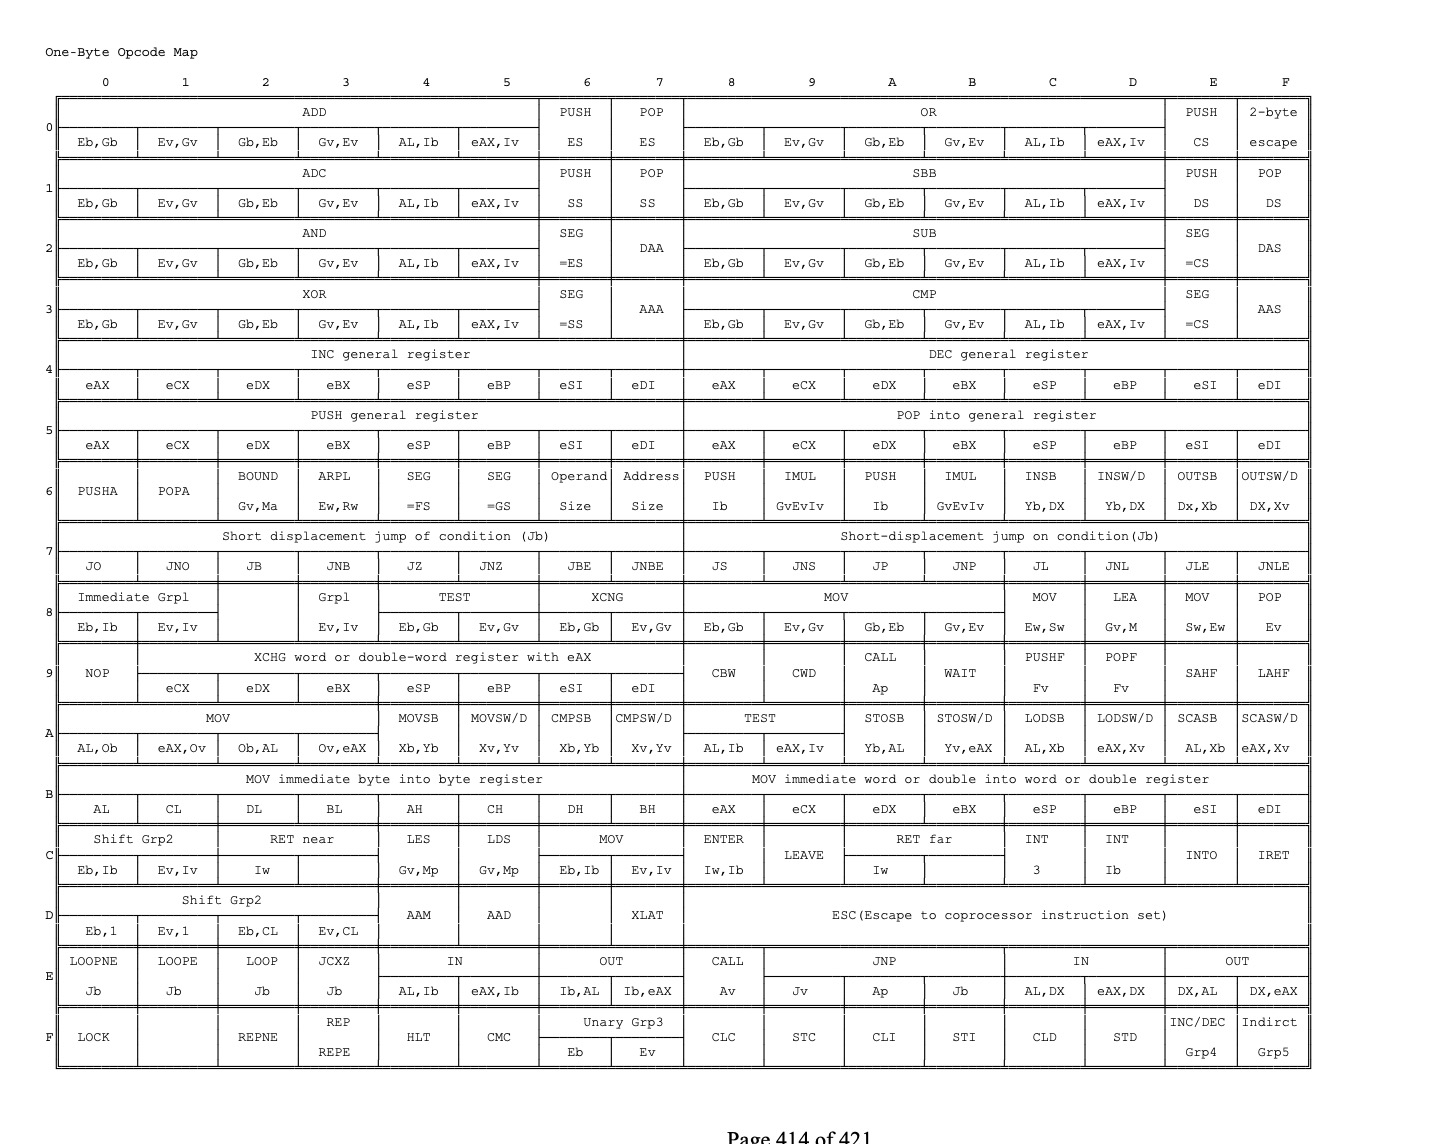 One-Byte Opcode Map
0 1 2 3 4 5 6 7 8 9 A B C D E F
ADD PUSH POP OR PUSH 2-byte
0
Eb,Gb Ev,Gv Gb,Eb Gv,Ev AL,Ib eAX,Iv ES ES Eb,Gb Ev,Gv Gb,Eb Gv,Ev AL,Ib eAX,Iv CS escape
ADC PUSH POP SBB PUSH POP
1
Eb,Gb Ev,Gv Gb,Eb Gv,Ev AL,Ib eAX,Iv SS SS Eb,Gb Ev,Gv Gb,Eb Gv,Ev AL,Ib eAX,Iv DS DS
AND SEG SUB SEG
2 DAA DAS
Eb,Gb Ev,Gv Gb,Eb Gv,Ev AL,Ib eAX,Iv =ES Eb,Gb Ev,Gv Gb,Eb Gv,Ev AL,Ib eAX,Iv =CS
XOR SEG CMP SEG
3 AAA AAS
Eb,Gb Ev,Gv Gb,Eb Gv,Ev AL,Ib eAX,Iv =SS Eb,Gb Ev,Gv Gb,Eb Gv,Ev AL,Ib eAX,Iv =CS
INC general register DEC general register
4
eAX eCX eDX eBX eSP eBP eSI eDI eAX eCX eDX eBX eSP eBP eSI eDI
PUSH general register POP into general register
5
eAX eCX eDX eBX eSP eBP eSI eDI eAX eCX eDX eBX eSP eBP eSI eDI
BOUND ARPL SEG SEG Operand Address PUSH IMUL PUSH IMUL INSB INSW/D OUTSB OUTSW/D
6 PUSHA POPA
Gv,Ma Ew,Rw =FS =GS Size Size Ib GvEvIv Ib GvEvIv Yb,DX Yb,DX Dx,Xb DX,Xv
Short displacement jump of condition (Jb) Short-displacement jump on condition(Jb)
7
JO JNO JB JNB JZ JNZ JBE JNBE JS JNS JP JNP JL JNL JLE JNLE
Immediate Grpl Grpl TEST XCNG MOV MOV LEA MOV POP
8
Eb,Ib Ev,Iv Ev,Iv Eb,Gb Ev,Gv Eb,Gb Ev,Gv Eb,Gb Ev,Gv Gb,Eb Gv,Ev Ew,Sw Gv,M Sw,Ew Ev
XCHG word or double-word register with eAX CALL PUSHF POPF
9 NOP CBW CWD WAIT SAHF LAHF
eCX eDX eBX eSP eBP eSI eDI Ap Fv Fv
MOV MOVSB MOVSW/D CMPSB CMPSW/D TEST STOSB STOSW/D LODSB LODSW/D SCASB SCASW/D
A
AL,Ob eAX,Ov Ob,AL Ov,eAX Xb,Yb Xv,Yv Xb,Yb Xv,Yv AL,Ib eAX,Iv Yb,AL Yv,eAX AL,Xb eAX,Xv AL,Xb eAX,Xv
MOV immediate byte into byte register MOV immediate word or double into word or double register
B
AL CL DL BL AH CH DH BH eAX eCX eDX eBX eSP eBP eSI eDI
Shift Grp2 RET near LES LDS MOV ENTER RET far INT INT
C LEAVE INTO IRET
Eb,Ib Ev,Iv Iw Gv,Mp Gv,Mp Eb,Ib Ev,Iv Iw,Ib Iw 3 Ib
Shift Grp2
D AAM AAD XLAT ESC(Escape to coprocessor instruction set)
Eb,1 Ev,1 Eb,CL Ev,CL
LOOPNE LOOPE LOOP JCXZ IN OUT CALL JNP IN OUT
E
Jb Jb Jb Jb AL,Ib eAX,Ib Ib,AL Ib,eAX Av Jv Ap Jb AL,DX eAX,DX DX,AL DX,eAX
REP Unary Grp3 INC/DEC Indirct
F LOCK REPNE HLT CMC CLC STC CLI STI CLD STD
REPE Eb Ev Grp4 Grp5
Page 414 of 421